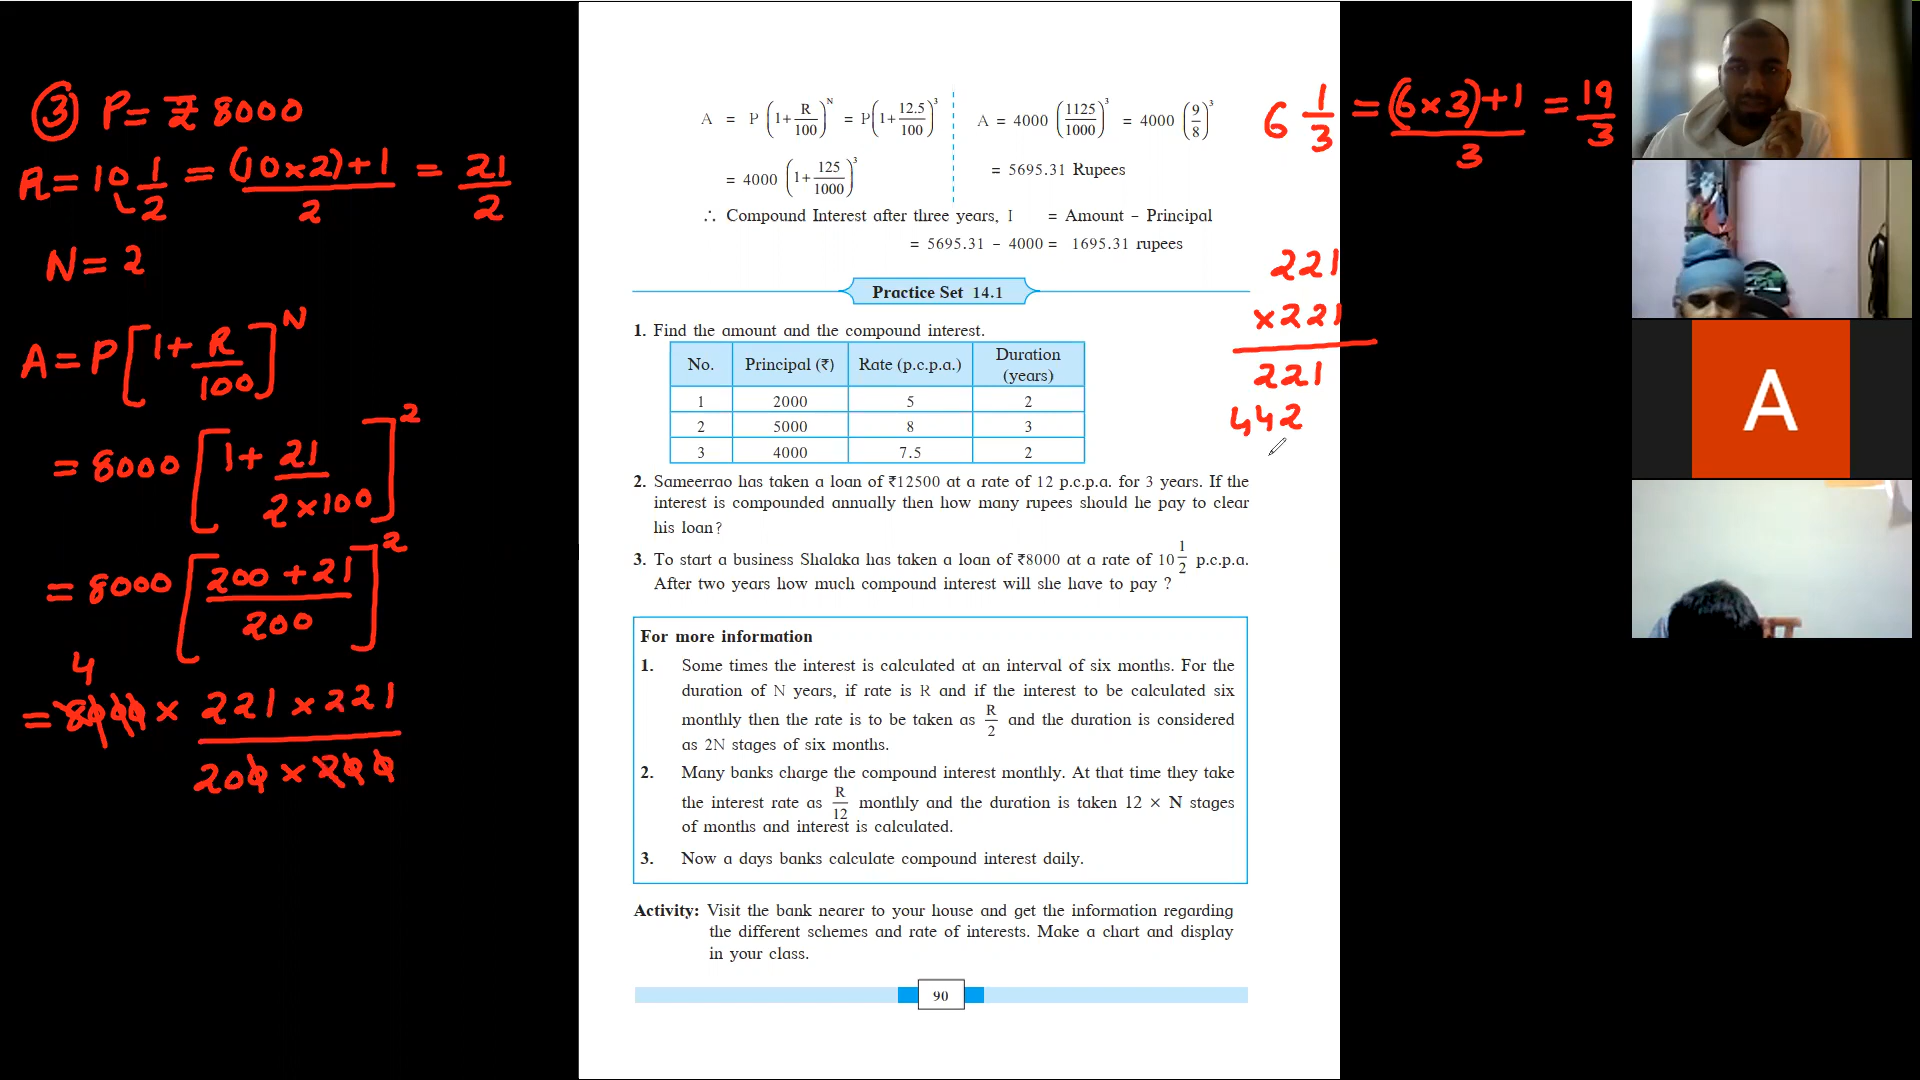 ③ P = ₹ 8000
R = 10 1/2 = (10×2)+1 / 2 = 21/2
N = 2
A = P [1 + R/100]^N
= 8000 [1 + 21 / 2×100]^2
= 8000 [200 + 21 / 200]^2
4
= 8000 × 221 × 221 / 200 × 200
A = P (1+ R/100)^N = P(1+ 12.5/100)^3
= 4000 (1+ 125/1000)^3
A = 4000 (1125/1000)^3 = 4000 (9/8)^3
= 5695.31 Rupees
∴ Compound Interest after three years, I = Amount - Principal
= 5695.31 - 4000 = 1695.31 rupees
Practice Set 14.1
1. Find the amount and the compound interest.
No. Principal (₹) Rate (p.c.p.a.) Duration (years)
1 2000 5 2
2 5000 8 3
3 4000 7.5 2
2. Sameerrao has taken a loan of ₹12500 at a rate of 12 p.c.p.a. for 3 years. If the
interest is compounded annually then how many rupees should he pay to clear
his loan?
3. To start a business Shalaka has taken a loan of ₹8000 at a rate of 10 1/2 p.c.p.a.
After two years how much compound interest will she have to pay ?
For more information
1. Some times the interest is calculated at an interval of six months. For the
duration of N years, if rate is R and if the interest to be calculated six
monthly then the rate is to be taken as R/2 and the duration is considered
as 2N stages of six months.
2. Many banks charge the compound interest monthly. At that time they take
the interest rate as R/12 monthly and the duration is taken 12 × N stages
of months and interest is calculated.
3. Now a days banks calculate compound interest daily.
Activity: Visit the bank nearer to your house and get the information regarding
the different schemes and rate of interests. Make a chart and display
in your class.
90
6 1/3 = (6×3)+1 / 3 = 19/3
221
×221
221
442
A